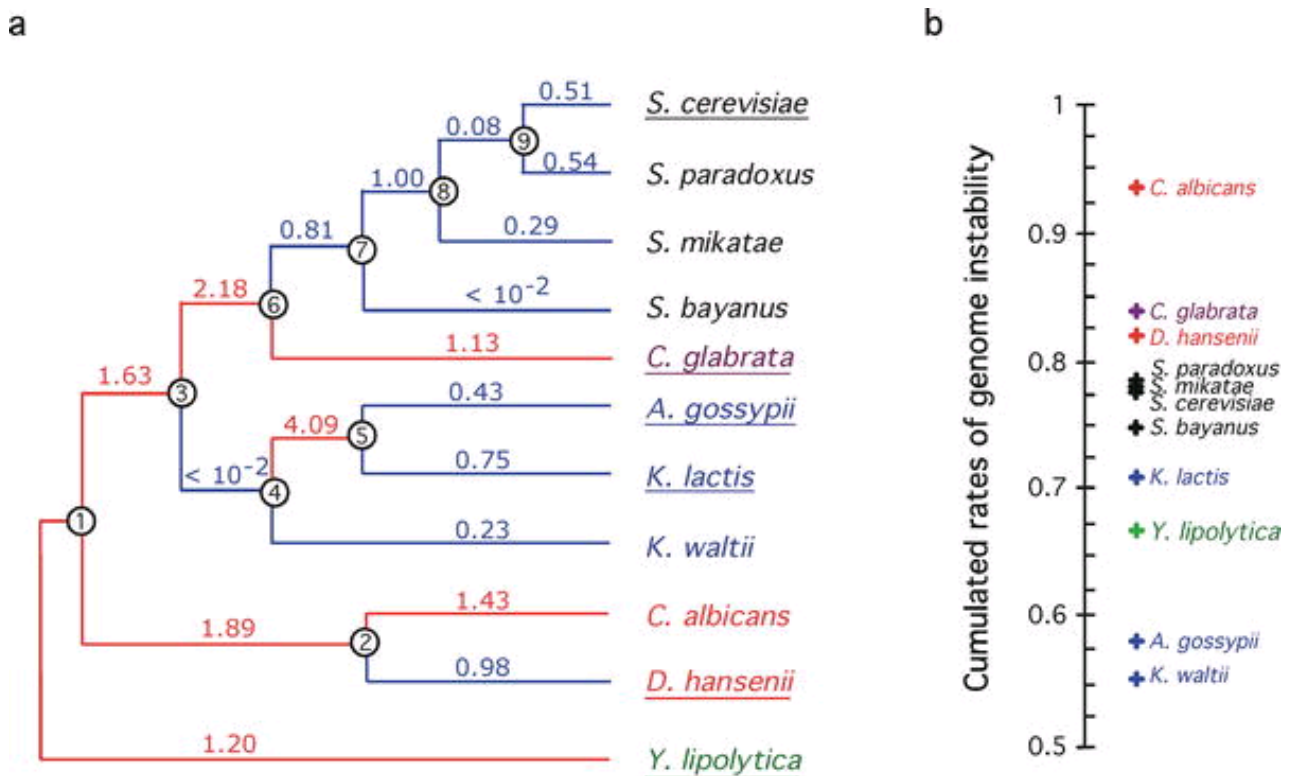 a
b
0.51
S. cerevisiae
0.08
9
0.54
S. paradoxus
1.00
8
0.29
S. mikatae
0.81
7
< 10-2
S. bayanus
2.18
6
1.13
C. glabrata
1.63
3
0.43
A. gossypii
4.09
5
0.75
K. lactis
< 10-2
4
0.23
K. waltii
1
1.43
C. albicans
1.89
2
0.98
D. hansenii
1.20
Y. lipolytica
Cumulated rates of genome instability
1
0.9
0.8
0.7
0.6
0.5
C. albicans
C. glabrata
D. hansenii
S. paradoxus
S. mikatae
S. cerevisiae
S. bayanus
K. lactis
Y. lipolytica
A. gossypii
K. waltii